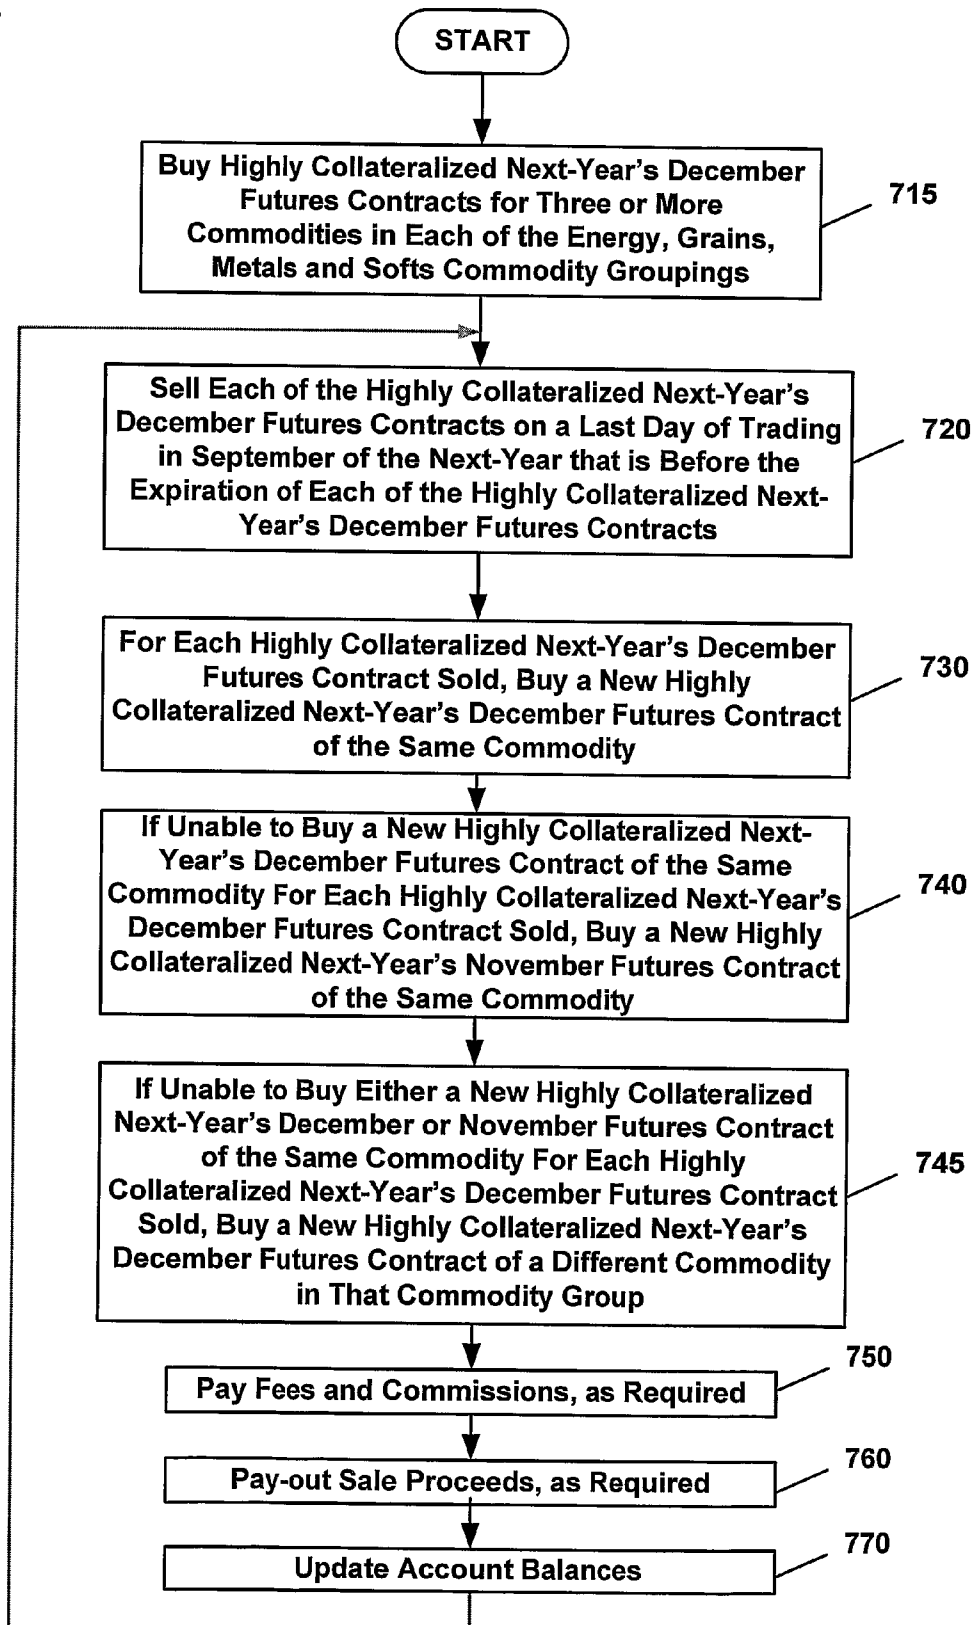 START
Buy Highly Collateralized Next-Year's December
Futures Contracts for Three or More
Commodities in Each of the Energy, Grains,
Metals and Softs Commodity Groupings
715
Sell Each of the Highly Collateralized Next-Year's
December Futures Contracts on a Last Day of Trading
in September of the Next-Year that is Before the
Expiration of Each of the Highly Collateralized Next-
Year's December Futures Contracts
720
For Each Highly Collateralized Next-Year's December
Futures Contract Sold, Buy a New Highly
Collateralized Next-Year's December Futures Contract
of the Same Commodity
730
If Unable to Buy a New Highly Collateralized Next-
Year's December Futures Contract of the Same
Commodity For Each Highly Collateralized Next-Year's
December Futures Contract Sold, Buy a New Highly
Collateralized Next-Year's November Futures Contract
of the Same Commodity
740
If Unable to Buy Either a New Highly Collateralized
Next-Year's December or November Futures Contract
of the Same Commodity For Each Highly
Collateralized Next-Year's December Futures Contract
Sold, Buy a New Highly Collateralized Next-Year's
December Futures Contract of a Different Commodity
in That Commodity Group
745
Pay Fees and Commissions, as Required
750
Pay-out Sale Proceeds, as Required
760
Update Account Balances
770